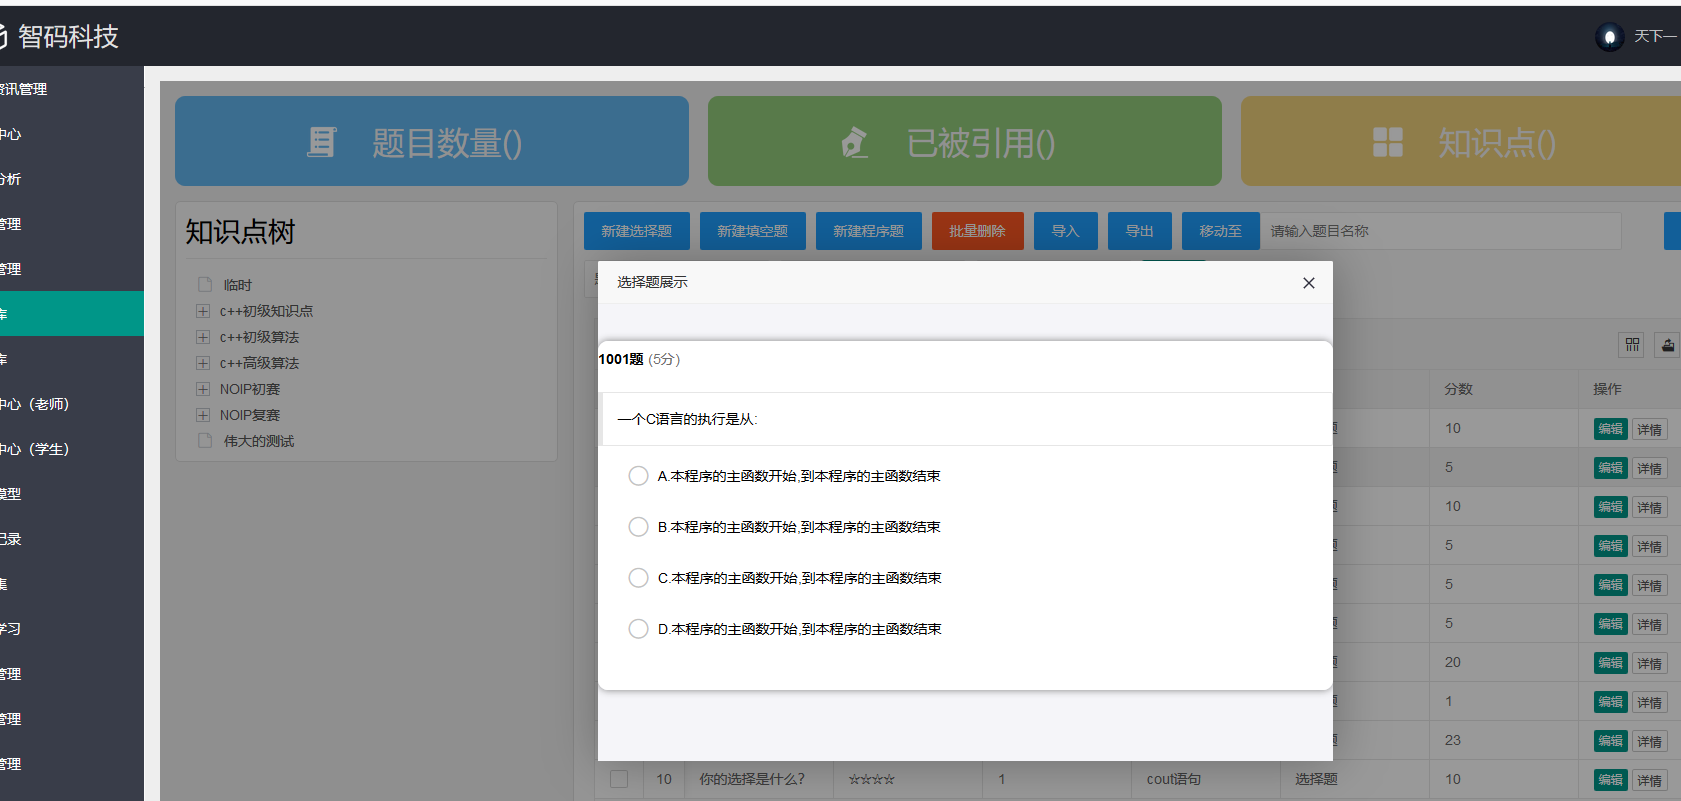 智码科技
天下一
资讯管理
中心
分析
管理
管理
库
库
中心（老师）
中心（学生）
模型
记录
集
学习
管理
管理
管理
题目数量()
已被引用()
知识点()
知识点树
临时
c++初级知识点
c++初级算法
c++高级算法
NOIP初赛
NOIP复赛
伟大的测试
新建选择题 新建填空题 新建程序题 批量删除 导入 导出 移动至 请输入题目名称
选择题展示
1001题 (5分)
一个C语言的执行是从:
A.本程序的主函数开始,到本程序的主函数结束
B.本程序的主函数开始,到本程序的主函数结束
C.本程序的主函数开始,到本程序的主函数结束
D.本程序的主函数开始,到本程序的主函数结束
分数 操作
题 10 编辑 详情
题 5 编辑 详情
题 10 编辑 详情
题 5 编辑 详情
题 5 编辑 详情
题 5 编辑 详情
题 20 编辑 详情
题 1 编辑 详情
题 23 编辑 详情
10 你的选择是什么? ☆☆☆☆ 1 cout语句 选择题 10 编辑 详情